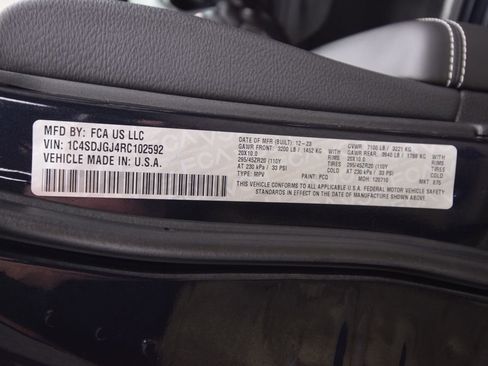 MFD BY: FCA US LLC
VIN: 1C4SDJGJ4RC102592
VEHICLE MADE IN: U.S.A.
DATE OF MFR (BUILT): 12-23 GVWR: 7100 LB / 3221 KG
GAWR FRONT: 3200 LB / 1452 KG WITH GAWR REAR: 3940 LB / 1788 KG WITH
20X10.0 RIMS 20X10.0 RIMS
295/45ZR20 (110Y TIRES 295/45ZR20 (110Y TIRES
AT 230 kPa / 33 PSI AT 230 kPa / 33 PSI
TYPE: MPV PAINT: PCD MDH: 120710 MKT: 875
THIS VEHICLE CONFORMS TO ALL APPLICABLE U.S.A. FEDERAL MOTOR VEHICLE SAFETY
STANDARDS IN EFFECT ON THE DATE OF MANUFACTURE SHOWN ABOVE.